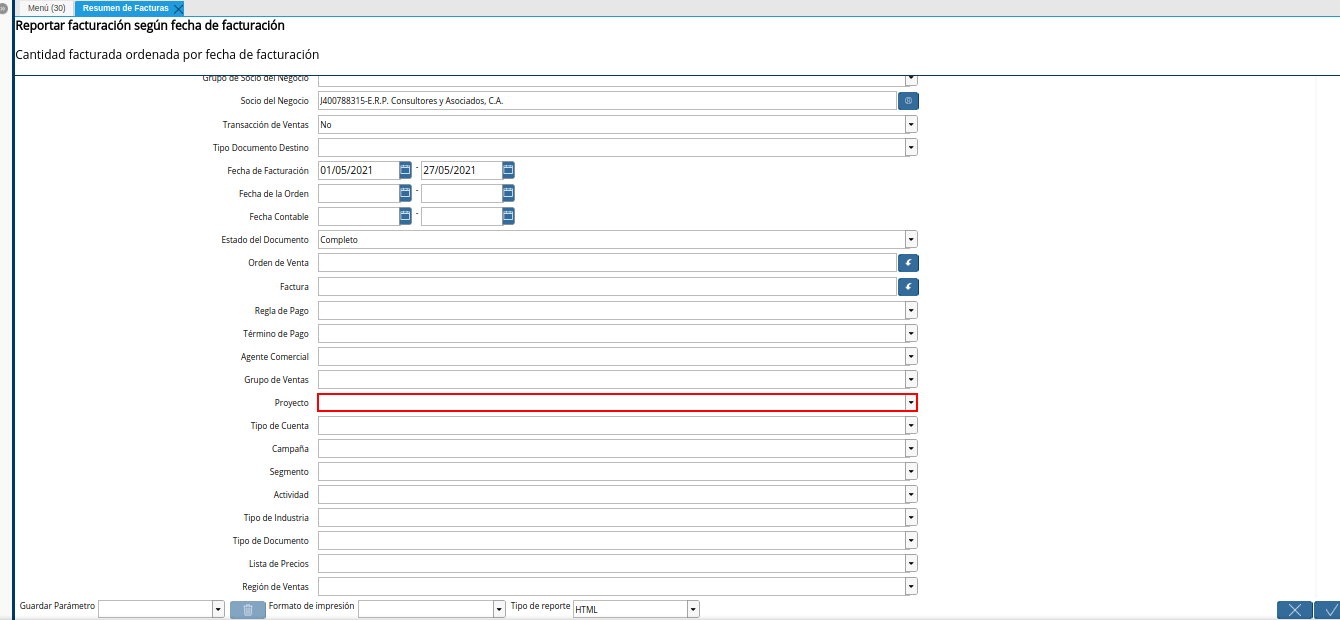 Menú (30) Resumen de Facturas
Reportar facturación según fecha de facturación
Cantidad facturada ordenada por fecha de facturación
Grupo de Socio del Negocio
Socio del Negocio J400788315-E.R.P. Consultores y Asociados, C.A.
Transacción de Ventas No
Tipo Documento Destino
Fecha de Facturación 01/05/2021 - 27/05/2021
Fecha de la Orden -
Fecha Contable -
Estado del Documento Completo
Orden de Venta
Factura
Regla de Pago
Término de Pago
Agente Comercial
Grupo de Ventas
Proyecto
Tipo de Cuenta
Campaña
Segmento
Actividad
Tipo de Industria
Tipo de Documento
Lista de Precios
Región de Ventas
Guardar Parámetro Formato de impresión Tipo de reporte HTML